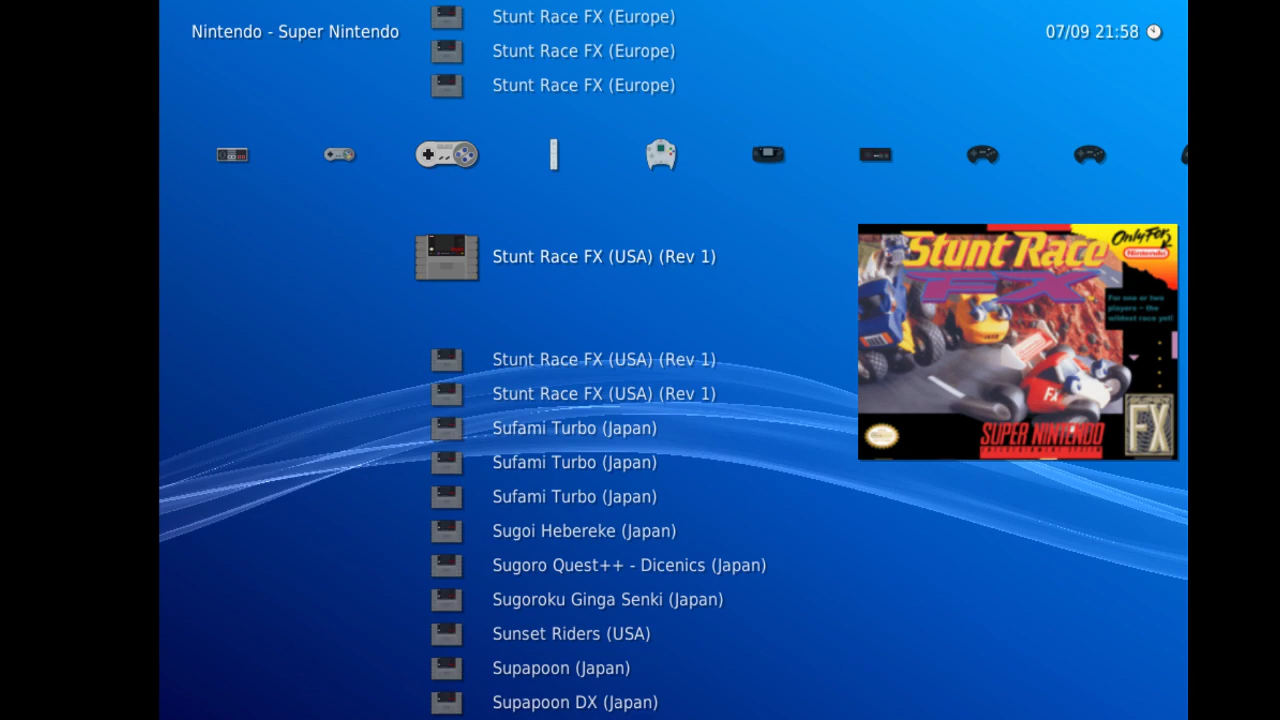 Stunt Race FX (Europe)
Nintendo - Super Nintendo
07/09 21:58
Stunt Race FX (Europe)
Stunt Race FX (Europe)
Stunt Race FX (USA) (Rev 1)
Stunt Race
FX
Only For
Nintendo
For one or two
players - the
wildest race yet!
FX
SUPER NINTENDO
ENTERTAINMENT SYSTEM
FX
Stunt Race FX (USA) (Rev 1)
Stunt Race FX (USA) (Rev 1)
Sufami Turbo (Japan)
Sufami Turbo (Japan)
Sufami Turbo (Japan)
Sugoi Hebereke (Japan)
Sugoro Quest++ - Dicenics (Japan)
Sugoroku Ginga Senki (Japan)
Sunset Riders (USA)
Supapoon (Japan)
Supapoon DX (Japan)